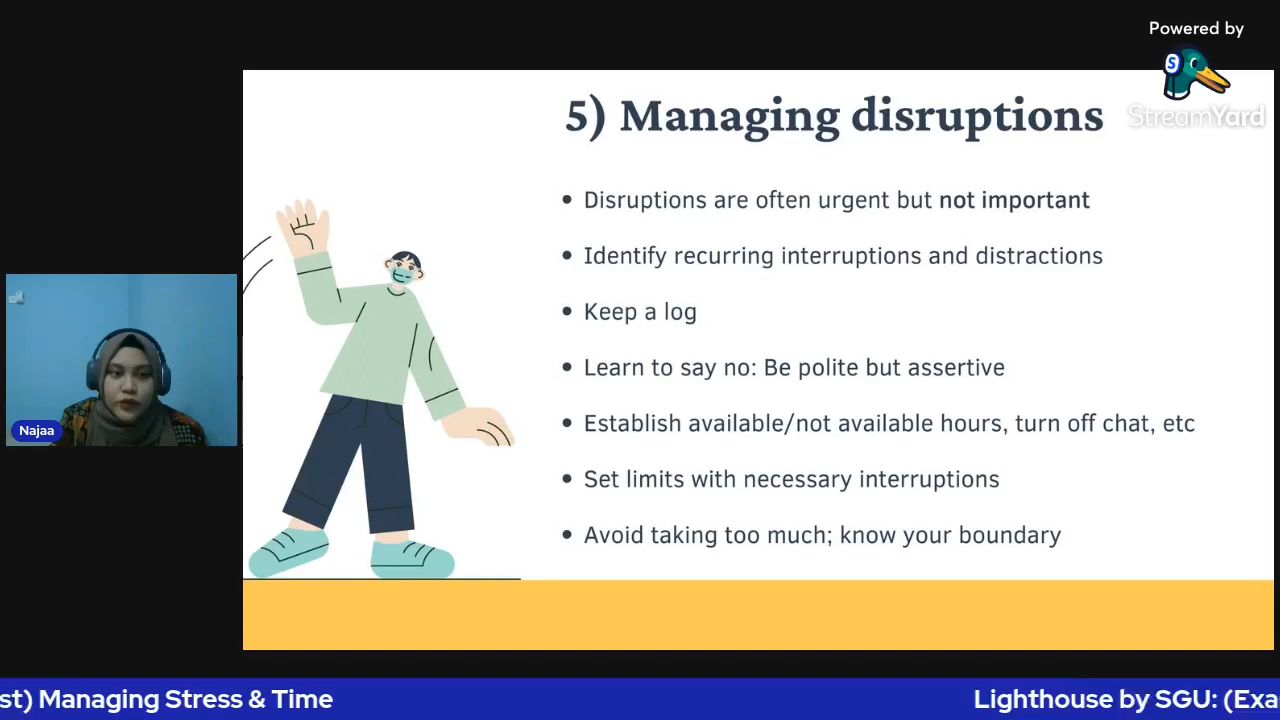 Powered by
S
StreamYard
5) Managing disruptions
• Disruptions are often urgent but not important
• Identify recurring interruptions and distractions
• Keep a log
• Learn to say no: Be polite but assertive
• Establish available/not available hours, turn off chat, etc
• Set limits with necessary interruptions
• Avoid taking too much; know your boundary
Najaa
st) Managing Stress & Time
Lighthouse by SGU: (Exa